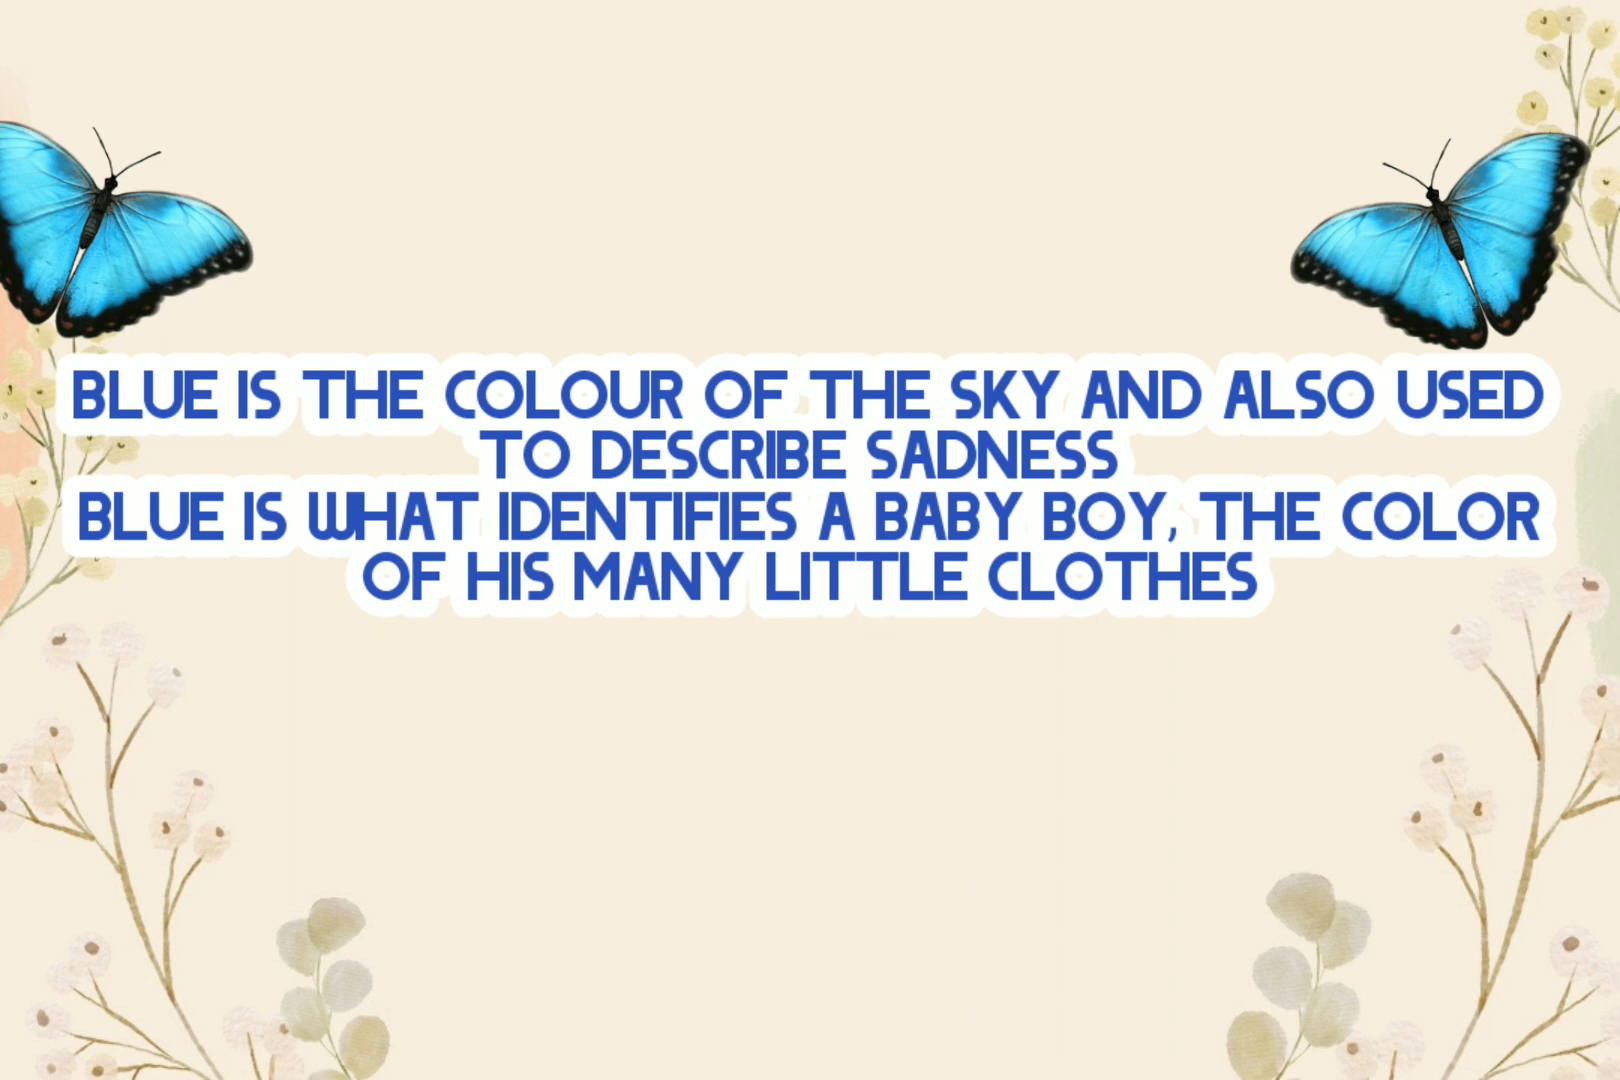 BLUE IS THE COLOUR OF THE SKY AND ALSO USED
TO DESCRIBE SADNESS
BLUE IS WHAT IDENTIFIES A BABY BOY, THE COLOR
OF HIS MANY LITTLE CLOTHES